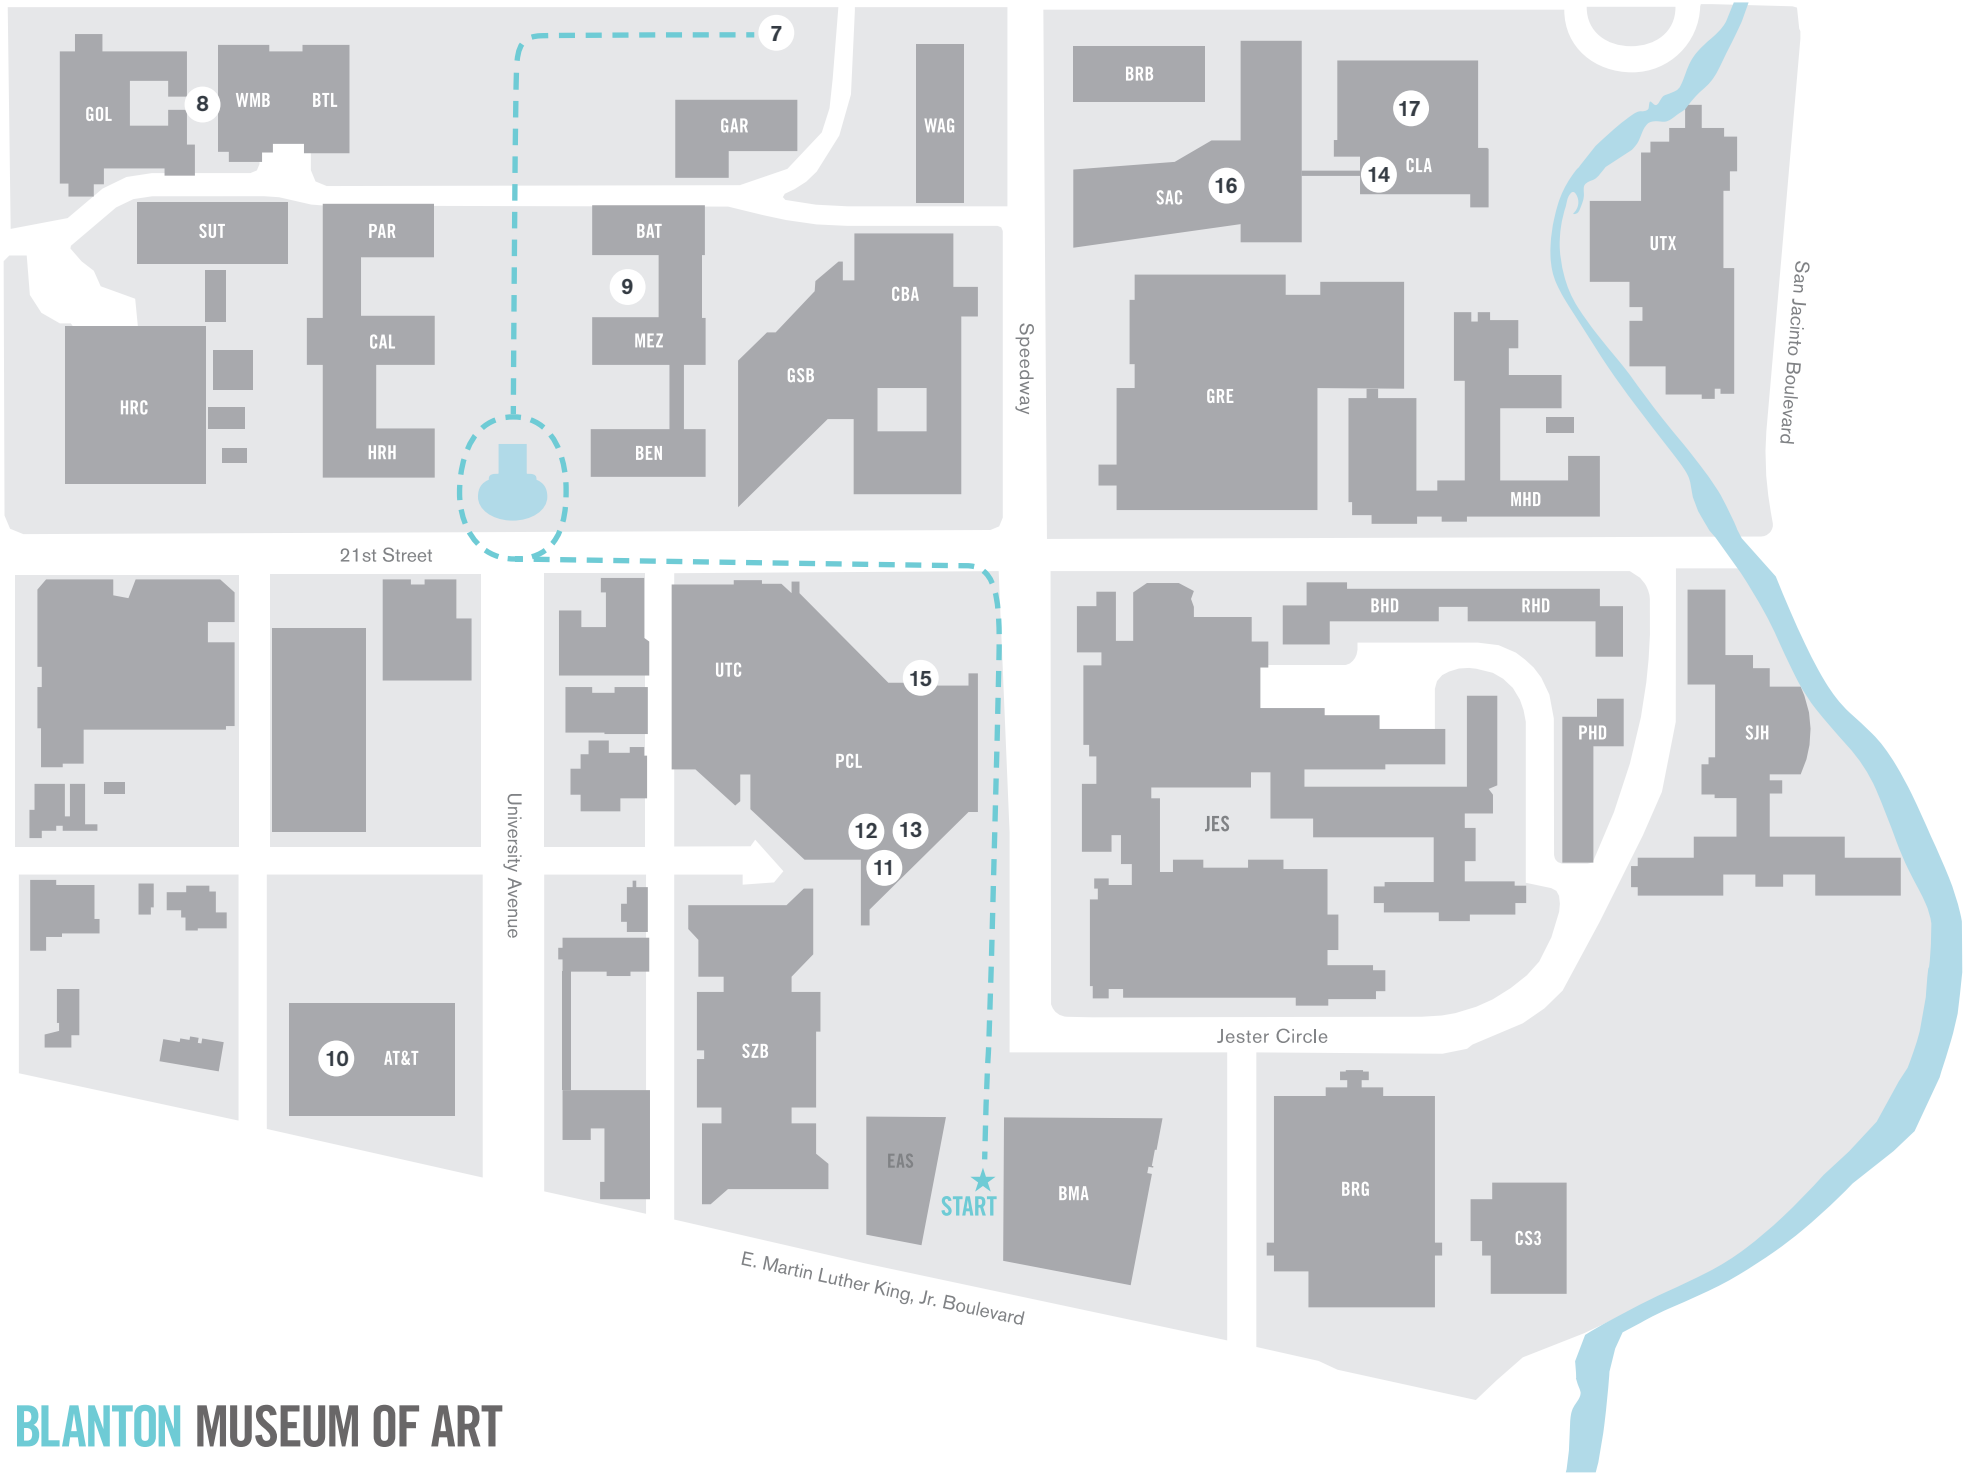 7
BRB
17
GOL
8
WMB
BTL
GAR
WAG
CLA
14
16
SAC
SUT
PAR
BAT
UTX
9
CBA
San Jacinto Boulevard
CAL
MEZ
Speedway
GSB
GRE
HRC
HRH
BEN
MHD
21st Street
BHD
RHD
UTC
15
PHD
SJH
PCL
12
13
JES
11
University Avenue
Jester Circle
SZB
10
AT&T
EAS
BMA
BRG
START
CS3
E. Martin Luther King, Jr. Boulevard
BLANTON MUSEUM OF ART